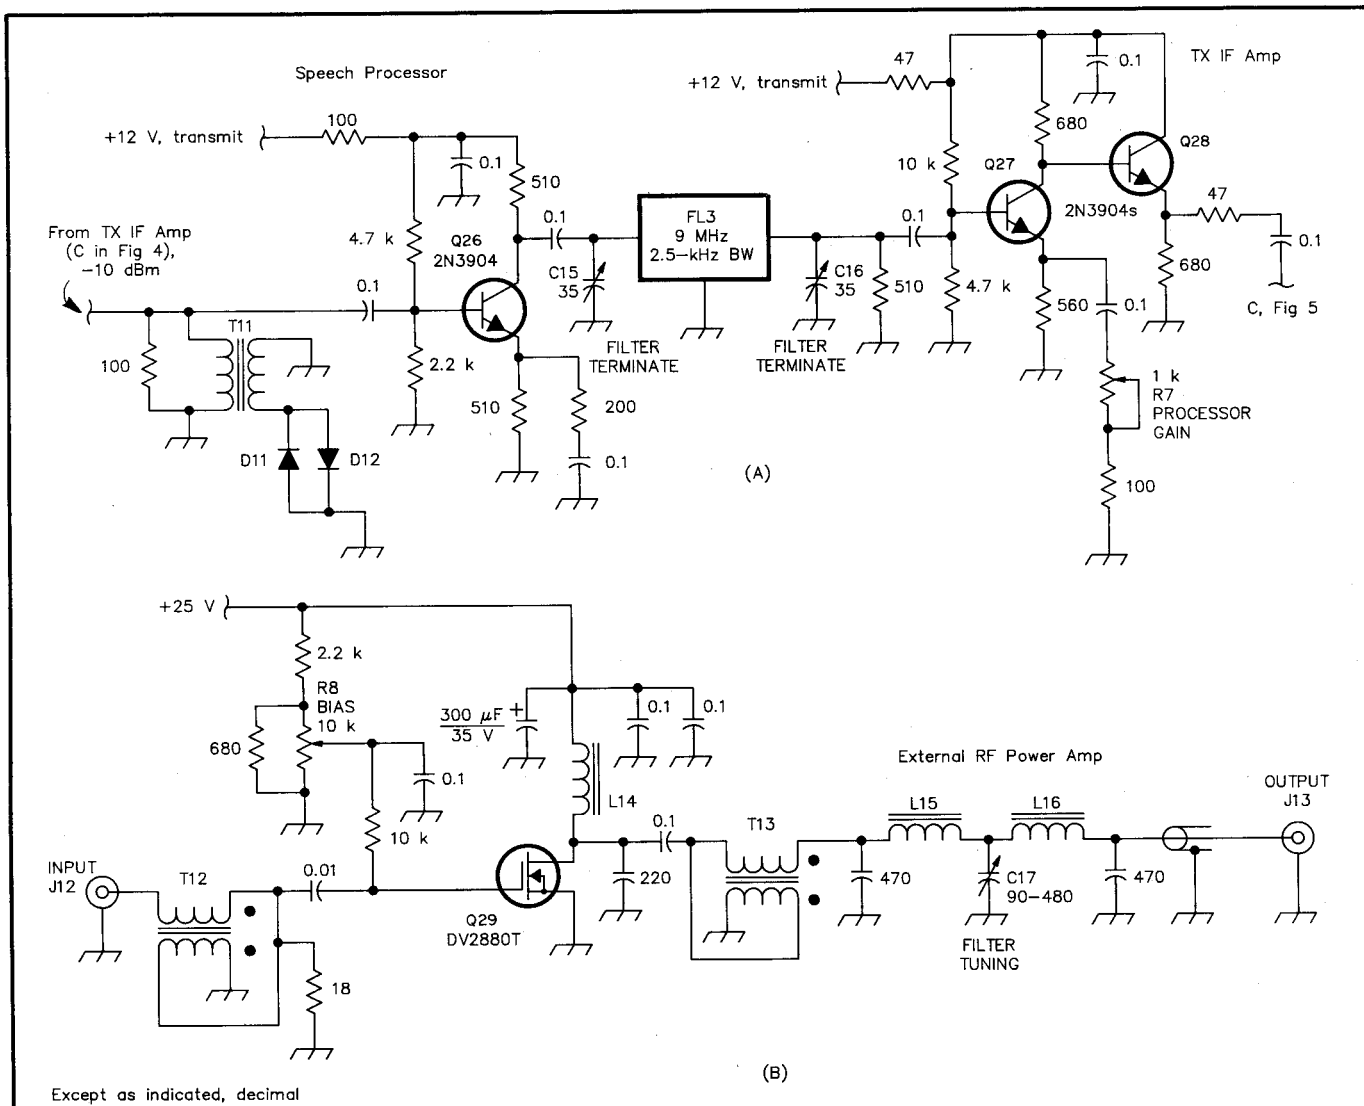 Speech Processor
+12 V, transmit
100
0.1
510
4.7 k
Q26
2N3904
0.1
From TX IF Amp
(C in Fig 4),
-10 dBm
0.1
T11
100
2.2 k
510
200
0.1
D11
D12
C15
35
FILTER
TERMINATE
FL3
9 MHz
2.5-kHz BW
C16
35
FILTER
TERMINATE
510
0.1
+12 V, transmit
47
0.1
TX IF Amp
680
10 k
Q27
Q28
2N3904s
47
0.1
4.7 k
560
0.1
680
C, Fig 5
1 k
R7
PROCESSOR
GAIN
100
(A)
+25 V
2.2 k
R8
BIAS
10 k
680
0.1
10 k
300 µF
35 V
+
0.1
0.1
L14
External RF Power Amp
INPUT
J12
T12
0.01
18
Q29
DV2880T
220
0.1
T13
470
L15
L16
C17
90-480
FILTER
TUNING
470
OUTPUT
J13
(B)
Except as indicated, decimal